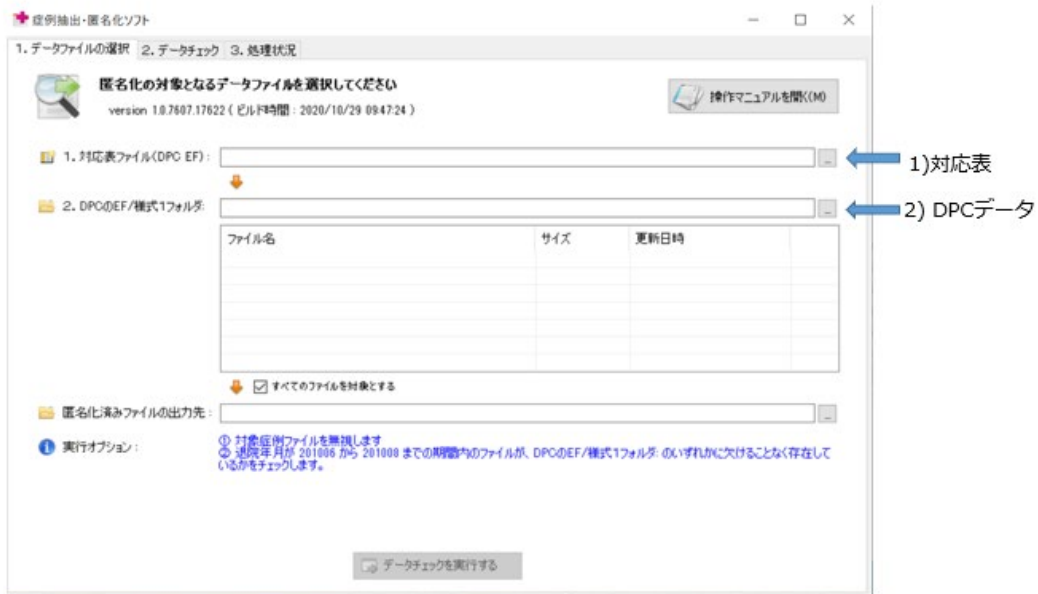 症例抽出・匿名化ソフト
1. データファイルの選択 2. データチェック 3. 処理状況
匿名化の対象となるデータファイルを選択してください
version 1.0.7607.17622 ( ビルド時間 : 2020/10/29 09:47:24 )
操作マニュアルを開く(M)
1. 対応表ファイル(DPC EF) :
...
1)対応表
2. DPCのEF/様式1フォルダ:
...
2) DPCデータ
ファイル名 サイズ 更新日時
すべてのファイルを対象とする
匿名化済みファイルの出力先 :
...
実行オプション :
① 対象症例ファイルを無視します
② 退院年月が 201006 から 201008 までの期間内のファイルが、DPCのEF/様式1フォルダ のいずれかに欠けることなく存在して
いるかをチェックします。
データチェックを実行する